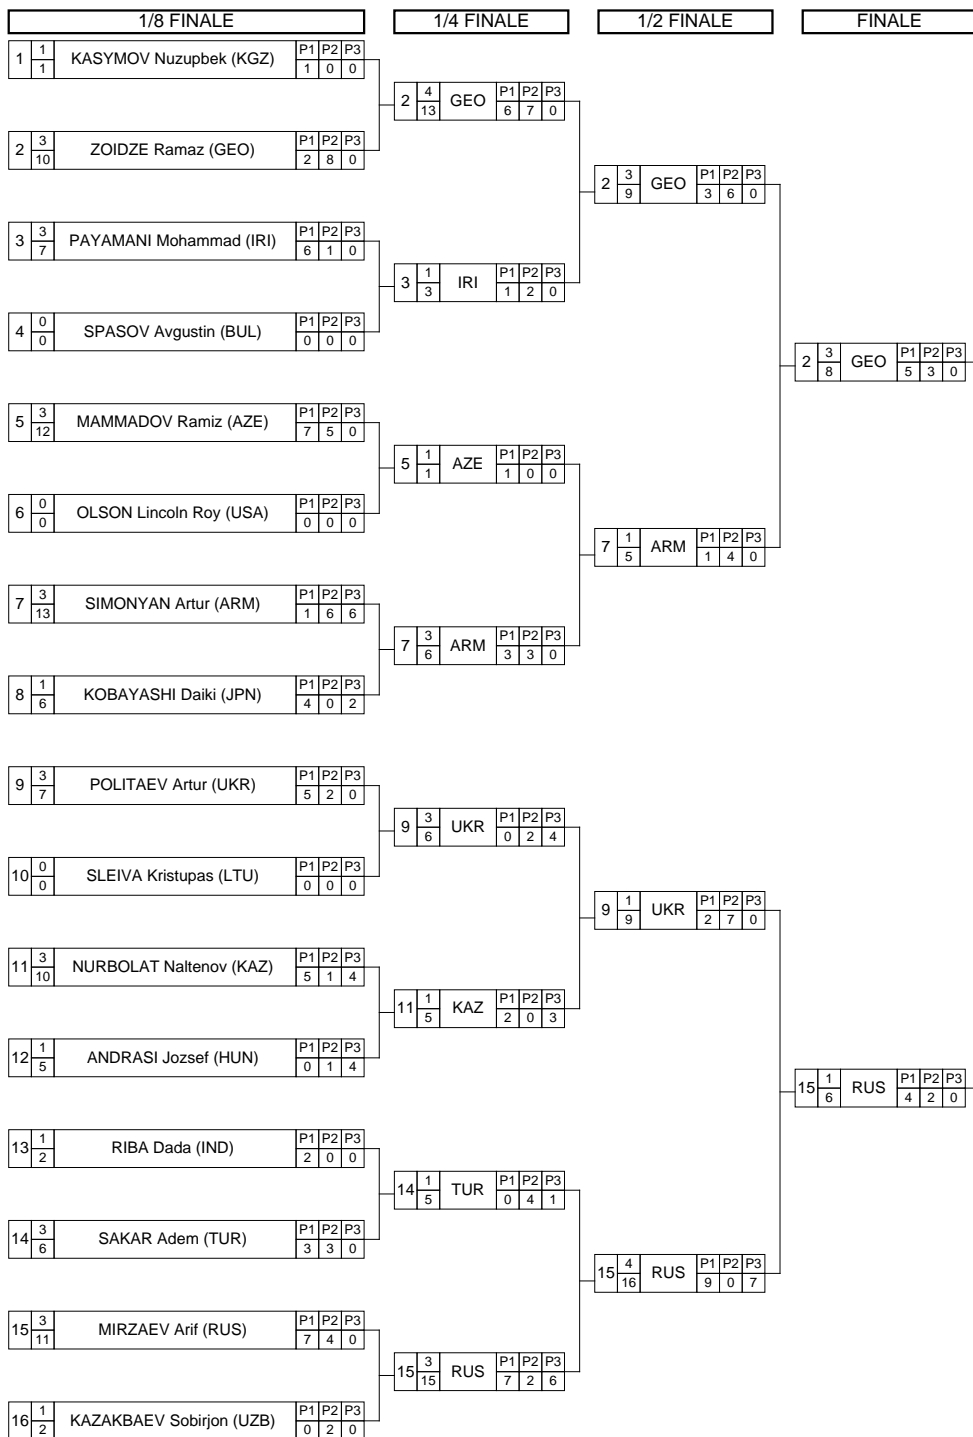 1/8 FINALE
1/4 FINALE
1/2 FINALE
FINALE
1 1 1 KASYMOV Nuzupbek (KGZ) P1 P2 P3 1 0 0
2 4 13 GEO P1 P2 P3 6 7 0
2 3 10 ZOIDZE Ramaz (GEO) P1 P2 P3 2 8 0
2 3 9 GEO P1 P2 P3 3 6 0
3 3 7 PAYAMANI Mohammad (IRI) P1 P2 P3 6 1 0
3 1 3 IRI P1 P2 P3 1 2 0
4 0 0 SPASOV Avgustin (BUL) P1 P2 P3 0 0 0
2 3 8 GEO P1 P2 P3 5 3 0
5 3 12 MAMMADOV Ramiz (AZE) P1 P2 P3 7 5 0
5 1 1 AZE P1 P2 P3 1 0 0
6 0 0 OLSON Lincoln Roy (USA) P1 P2 P3 0 0 0
7 1 5 ARM P1 P2 P3 1 4 0
7 3 13 SIMONYAN Artur (ARM) P1 P2 P3 1 6 6
7 3 6 ARM P1 P2 P3 3 3 0
8 1 6 KOBAYASHI Daiki (JPN) P1 P2 P3 4 0 2
9 3 7 POLITAEV Artur (UKR) P1 P2 P3 5 2 0
9 3 6 UKR P1 P2 P3 0 2 4
10 0 0 SLEIVA Kristupas (LTU) P1 P2 P3 0 0 0
9 1 9 UKR P1 P2 P3 2 7 0
11 3 10 NURBOLAT Naltenov (KAZ) P1 P2 P3 5 1 4
11 1 5 KAZ P1 P2 P3 2 0 3
12 1 5 ANDRASI Jozsef (HUN) P1 P2 P3 0 1 4
15 1 6 RUS P1 P2 P3 4 2 0
13 1 2 RIBA Dada (IND) P1 P2 P3 2 0 0
14 1 5 TUR P1 P2 P3 0 4 1
14 3 6 SAKAR Adem (TUR) P1 P2 P3 3 3 0
15 4 16 RUS P1 P2 P3 9 0 7
15 3 11 MIRZAEV Arif (RUS) P1 P2 P3 7 4 0
15 3 15 RUS P1 P2 P3 7 2 6
16 1 2 KAZAKBAEV Sobirjon (UZB) P1 P2 P3 0 2 0